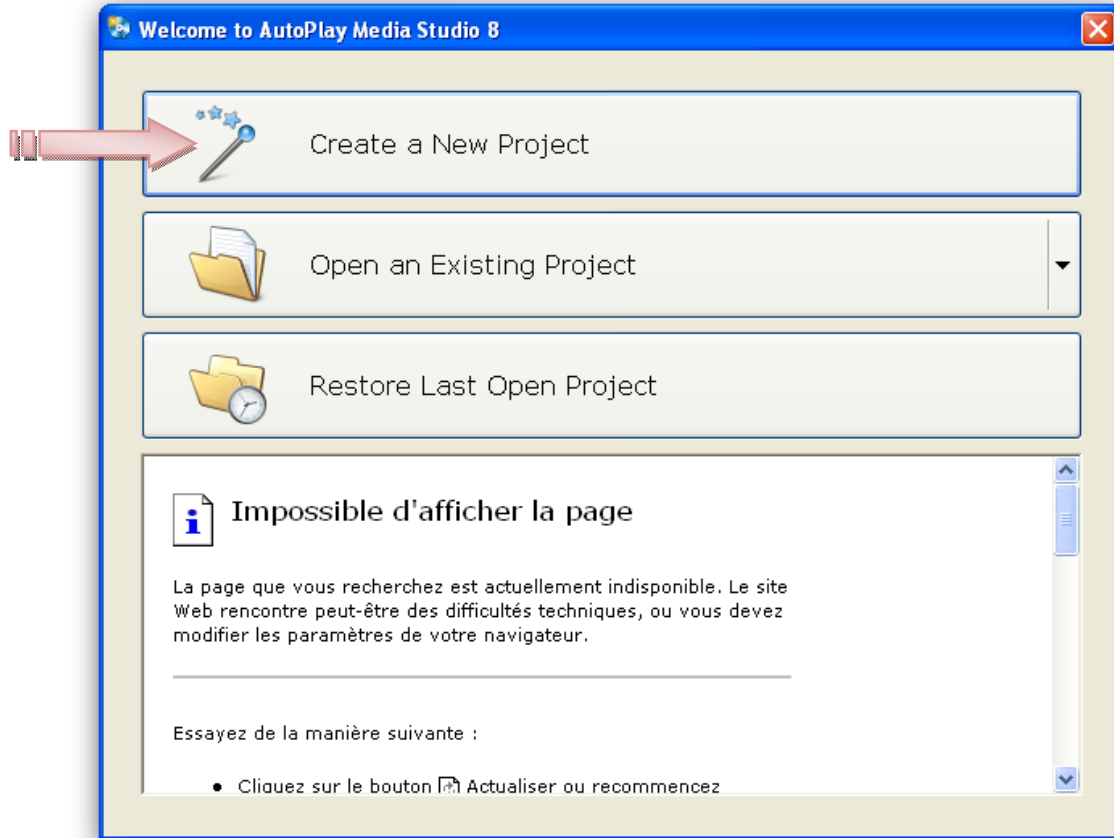 Welcome to AutoPlay Media Studio 8
Create a New Project
Open an Existing Project
Restore Last Open Project
Impossible d'afficher la page
La page que vous recherchez est actuellement indisponible. Le site
Web rencontre peut-être des difficultés techniques, ou vous devez
modifier les paramètres de votre navigateur.
Essayez de la manière suivante :
• Cliquez sur le bouton Actualiser ou recommencez